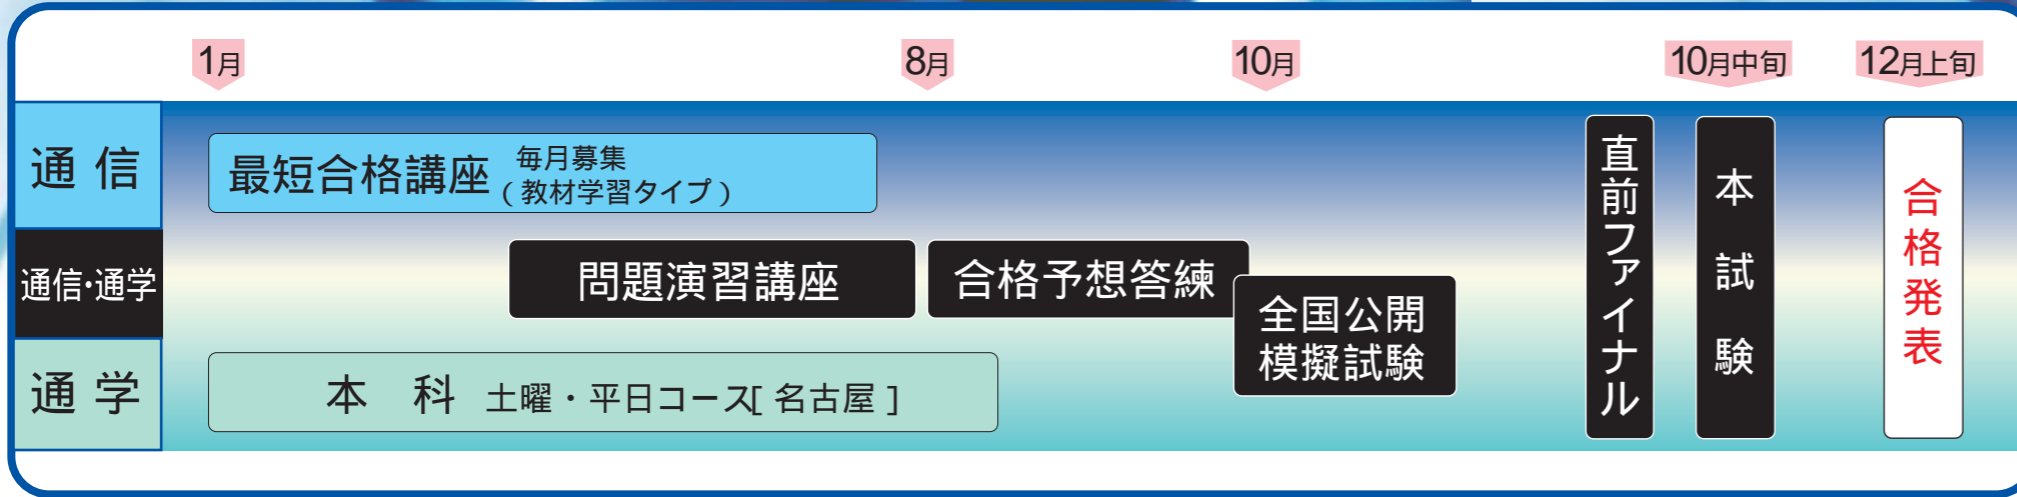 1月
8月
10月
10月中旬
12月上旬
通信
最短合格講座 毎月募集
(教材学習タイプ)
通信・通学
問題演習講座
合格予想答練
全国公開
模擬試験
通学
本科 土曜・平日コース[名古屋]
直前ファイナル
本試験
合格発表